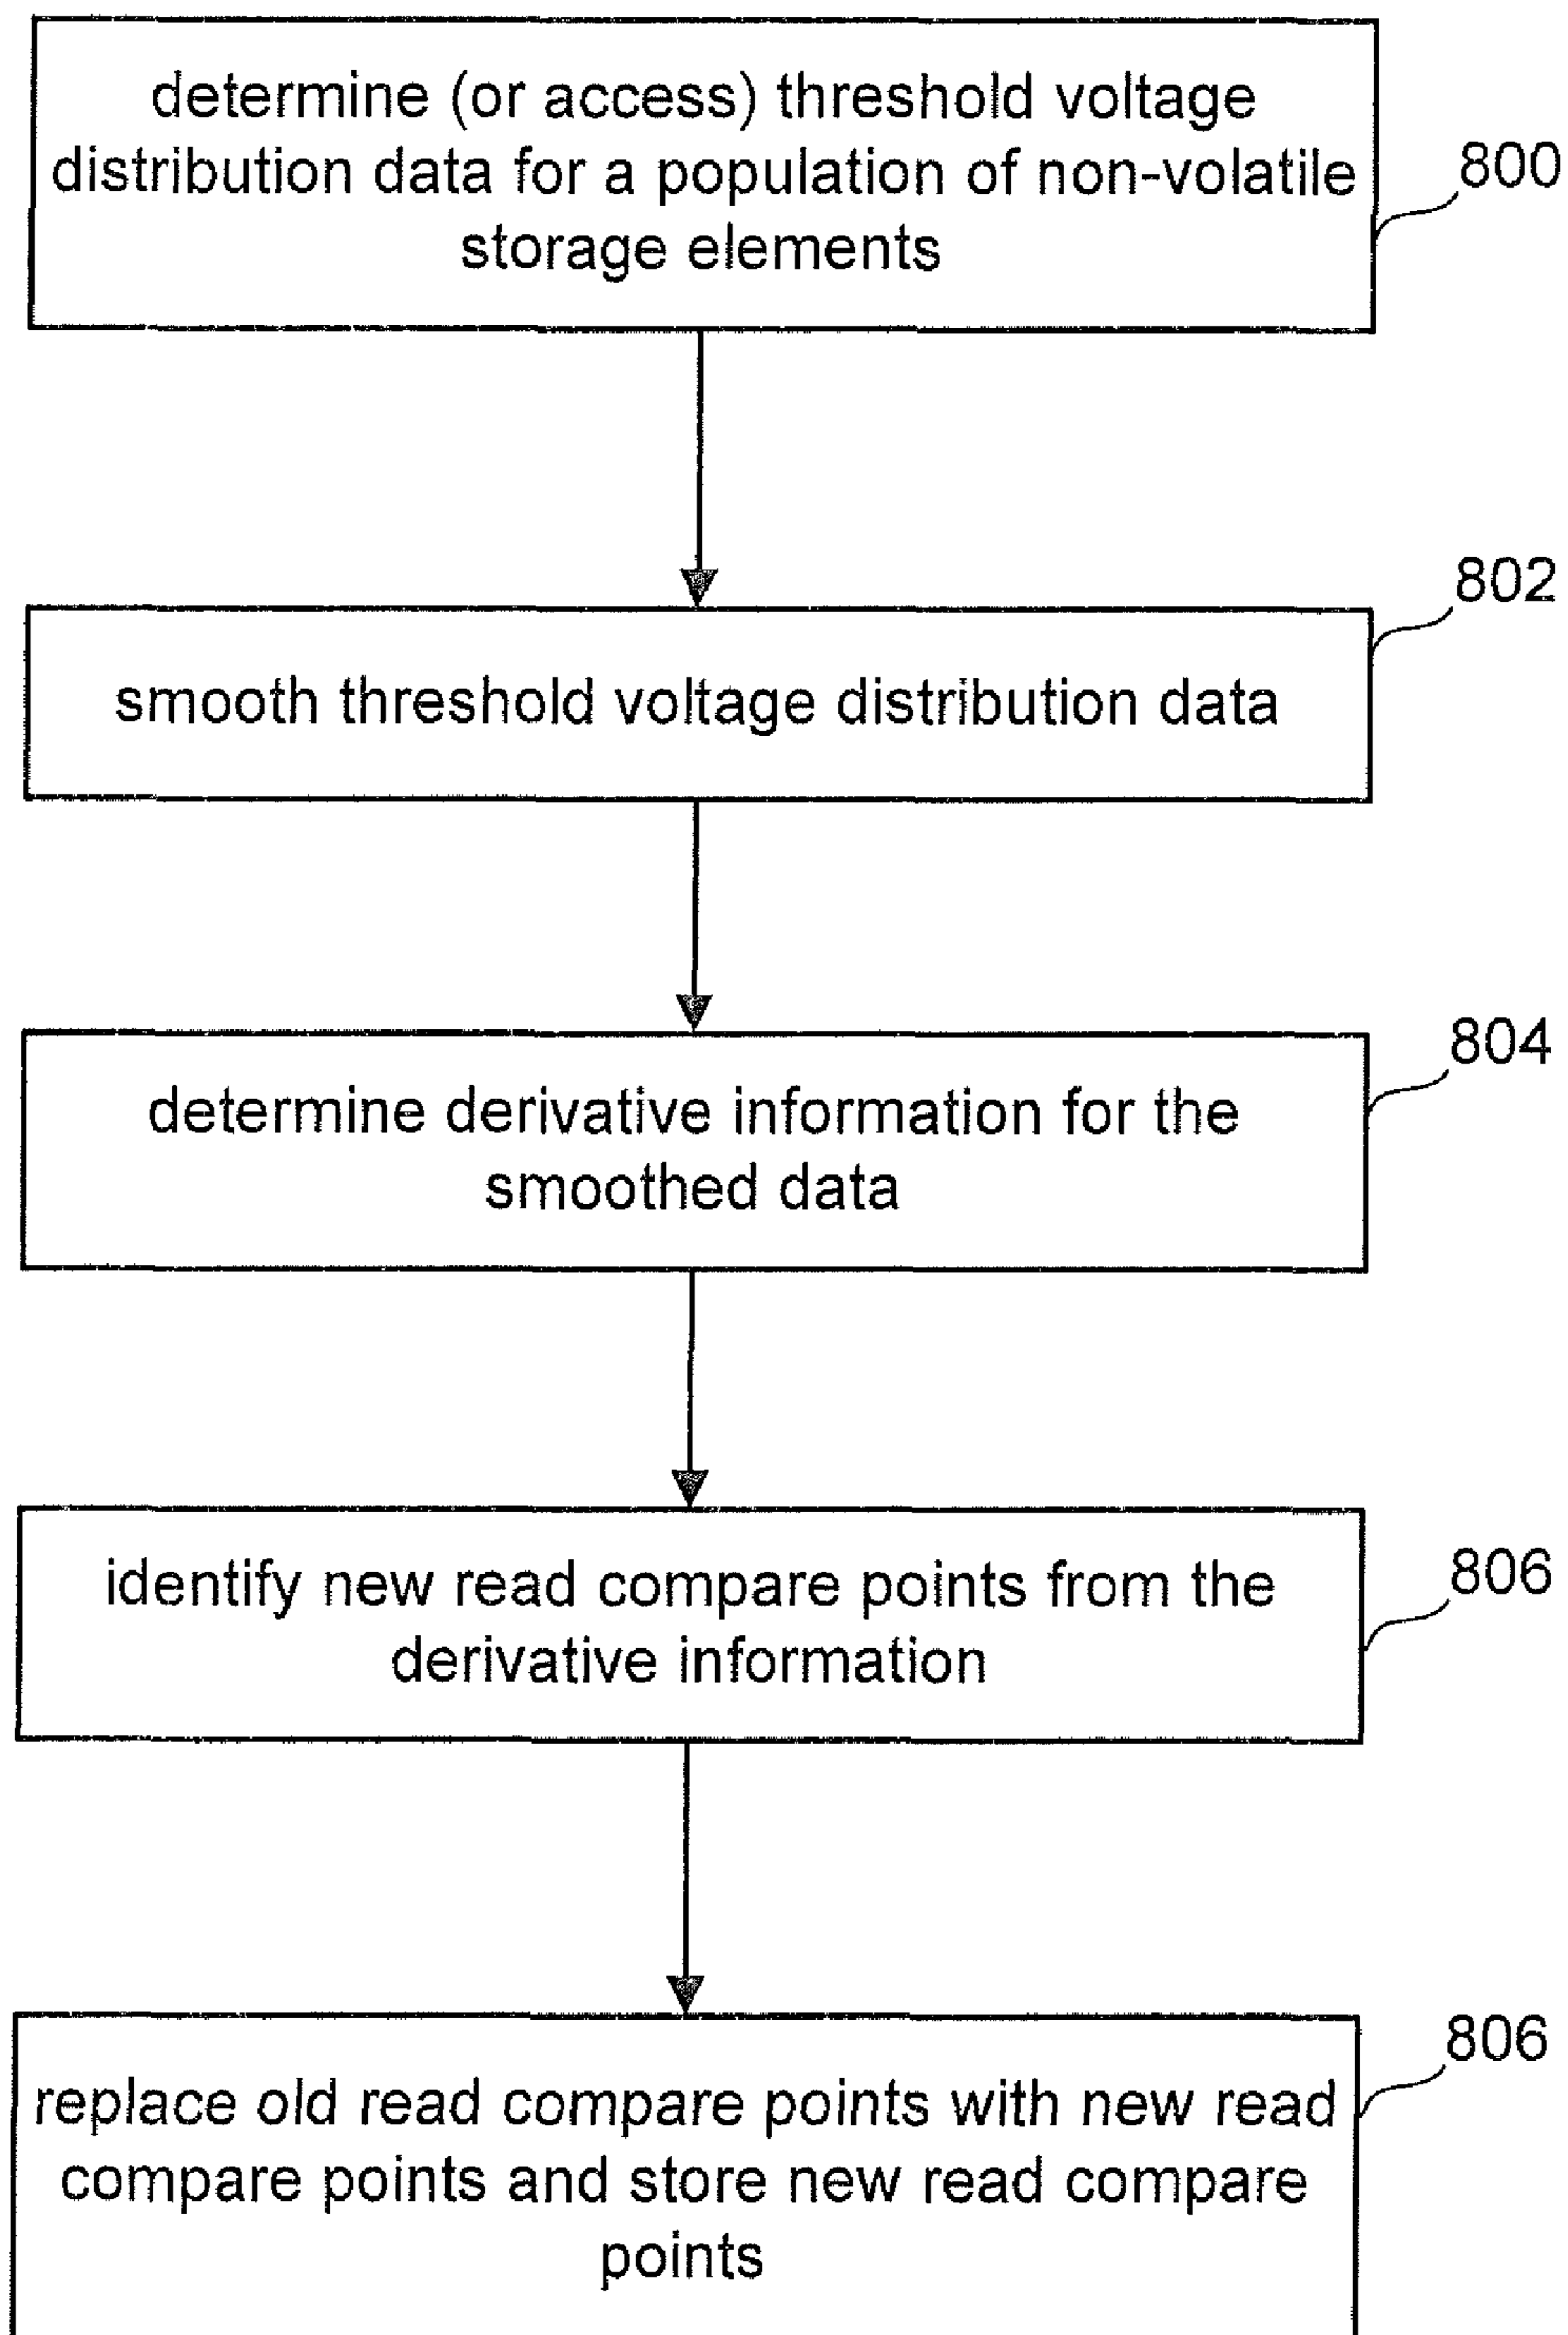 determine (or access) threshold voltage
distribution data for a population of non-volatile
storage elements
800
802
smooth threshold voltage distribution data
804
determine derivative information for the
smoothed data
identify new read compare points from the
derivative information
806
806
replace old read compare points with new read
compare points and store new read compare
points